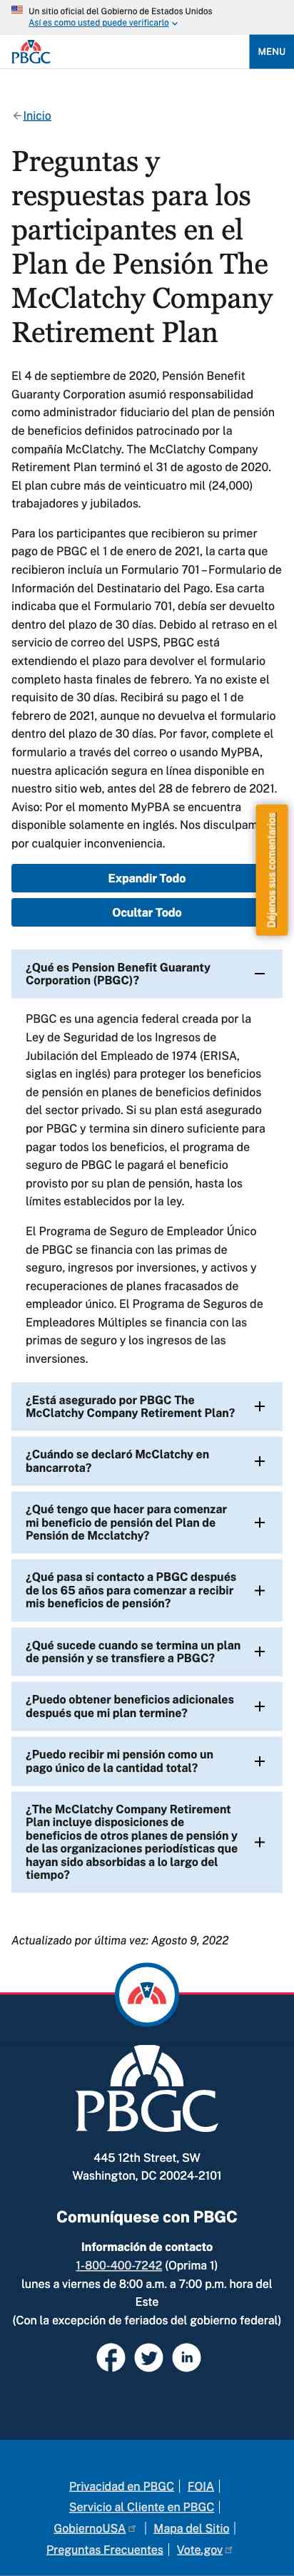 Un sitio oficial del Gobierno de Estados Unidos
Así es como usted puede verificarlo
PBGC
MENU
Inicio
Preguntas y
respuestas para los
participantes en el
Plan de Pensión The
McClatchy Company
Retirement Plan
El 4 de septiembre de 2020, Pensión Benefit
Guaranty Corporation asumió responsabilidad
como administrador fiduciario del plan de pensión
de beneficios definidos patrocinado por la
compañía McClatchy. The McClatchy Company
Retirement Plan terminó el 31 de agosto de 2020.
El plan cubre más de veinticuatro mil (24,000)
trabajadores y jubilados.
Para los participantes que recibieron su primer
pago de PBGC el 1 de enero de 2021, la carta que
recibieron incluía un Formulario 701 – Formulario de
Información del Destinatario del Pago. Esa carta
indicaba que el Formulario 701, debía ser devuelto
dentro del plazo de 30 días. Debido al retraso en el
servicio de correo del USPS, PBGC está
extendiendo el plazo para devolver el formulario
completo hasta finales de febrero. Ya no existe el
requisito de 30 días. Recibirá su pago el 1 de
febrero de 2021, aunque no devuelva el formulario
dentro del plazo de 30 días. Por favor, complete el
formulario a través del correo o usando MyPBA,
nuestra aplicación segura en línea disponible en
nuestro sitio web, antes del 28 de febrero de 2021.
Aviso: Por el momento MyPBA se encuentra
disponible solamente en inglés. Nos disculpam
por cualquier inconveniencia.
Déjenos sus comentarios
Expandir Todo
Ocultar Todo
¿Qué es Pension Benefit Guaranty
Corporation (PBGC)?
PBGC es una agencia federal creada por la
Ley de Seguridad de los Ingresos de
Jubilación del Empleado de 1974 (ERISA,
siglas en inglés) para proteger los beneficios
de pensión en planes de beneficios definidos
del sector privado. Si su plan está asegurado
por PBGC y termina sin dinero suficiente para
pagar todos los beneficios, el programa de
seguro de PBGC le pagará el beneficio
provisto por su plan de pensión, hasta los
límites establecidos por la ley.
El Programa de Seguro de Empleador Único
de PBGC se financia con las primas de
seguro, ingresos por inversiones, y activos y
recuperaciones de planes fracasados de
empleador único. El Programa de Seguros de
Empleadores Múltiples se financia con las
primas de seguro y los ingresos de las
inversiones.
¿Está asegurado por PBGC The
McClatchy Company Retirement Plan?
¿Cuándo se declaró McClatchy en
bancarrota?
¿Qué tengo que hacer para comenzar
mi beneficio de pensión del Plan de
Pensión de Mcclatchy?
¿Qué pasa si contacto a PBGC después
de los 65 años para comenzar a recibir
mis beneficios de pensión?
¿Qué sucede cuando se termina un plan
de pensión y se transfiere a PBGC?
¿Puedo obtener beneficios adicionales
después que mi plan termine?
¿Puedo recibir mi pensión como un
pago único de la cantidad total?
¿The McClatchy Company Retirement
Plan incluye disposiciones de
beneficios de otros planes de pensión y
de las organizaciones periodísticas que
hayan sido absorbidas a lo largo del
tiempo?
Actualizado por última vez: Agosto 9, 2022
PBGC
445 12th Street, SW
Washington, DC 20024-2101
Comuníquese con PBGC
Información de contacto
1-800-400-7242 (Oprima 1)
lunes a viernes de 8:00 a.m. a 7:00 p.m. hora del
Este
(Con la excepción de feriados del gobierno federal)
Privacidad en PBGC | FOIA |
Servicio al Cliente en PBGC |
GobiernoUSA | Mapa del Sitio |
Preguntas Frecuentes | Vote.gov